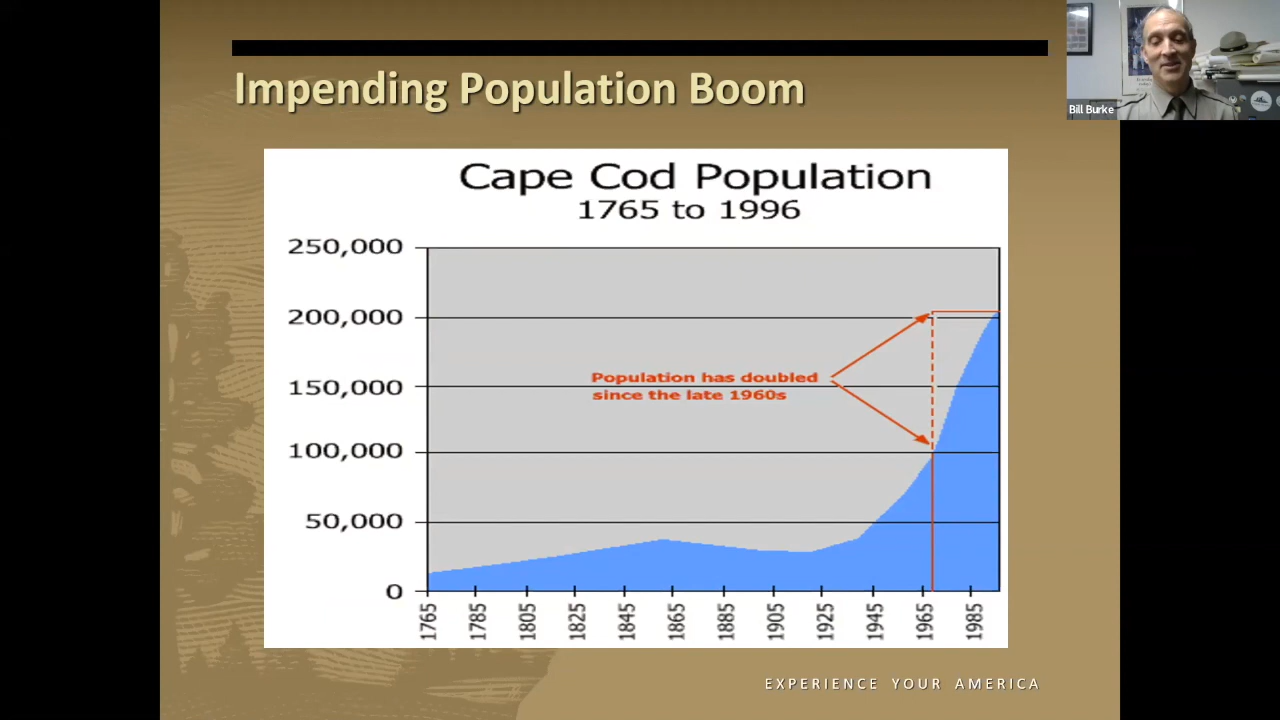 Impending Population Boom
Bill Burke
Cape Cod Population
1765 to 1996
250,000
200,000
150,000
100,000
50,000
0
Population has doubled
since the late 1960s
1765
1785
1805
1825
1845
1865
1885
1905
1925
1945
1965
1985
EXPERIENCE YOUR AMERICA